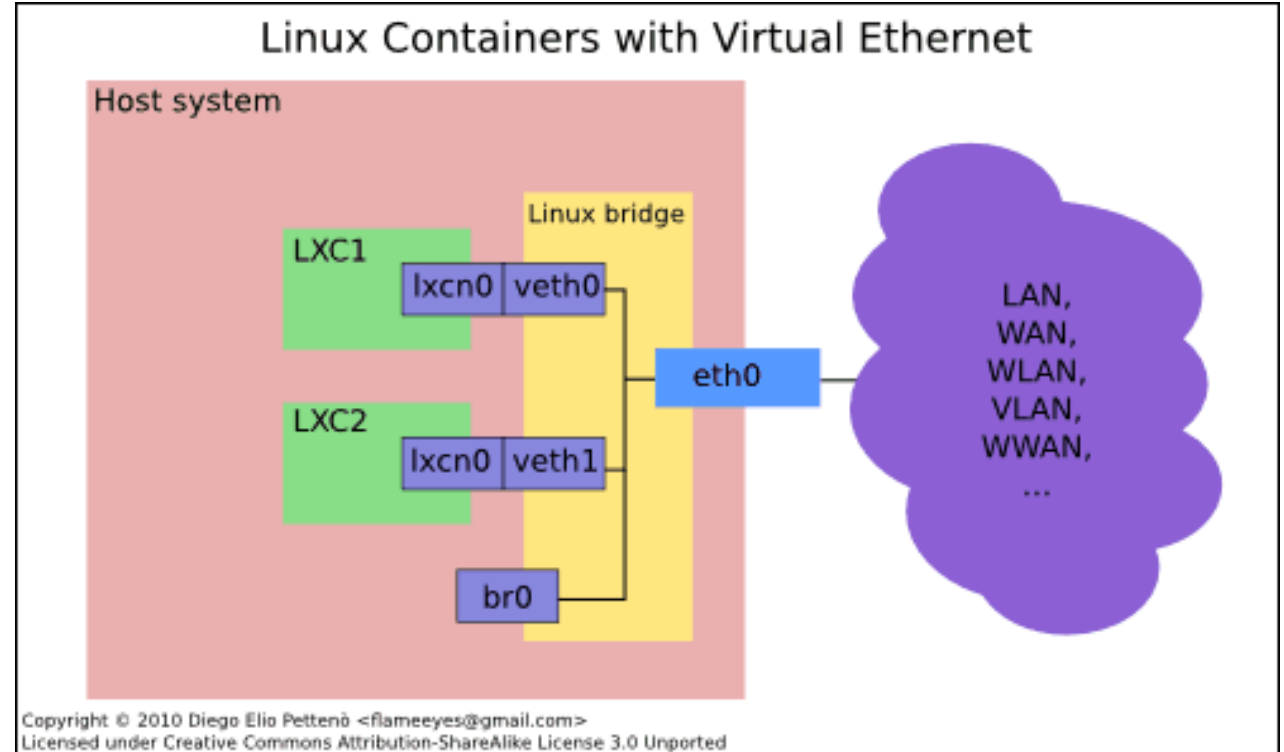 Linux Containers with Virtual Ethernet
Host system
Linux bridge
LXC1
lxcn0
veth0
eth0
LXC2
lxcn0
veth1
br0
LAN,
WAN,
WLAN,
VLAN,
WWAN,
...
Copyright © 2010 Diego Elio Pettenò <flameeyes@gmail.com>
Licensed under Creative Commons Attribution-ShareAlike License 3.0 Unported